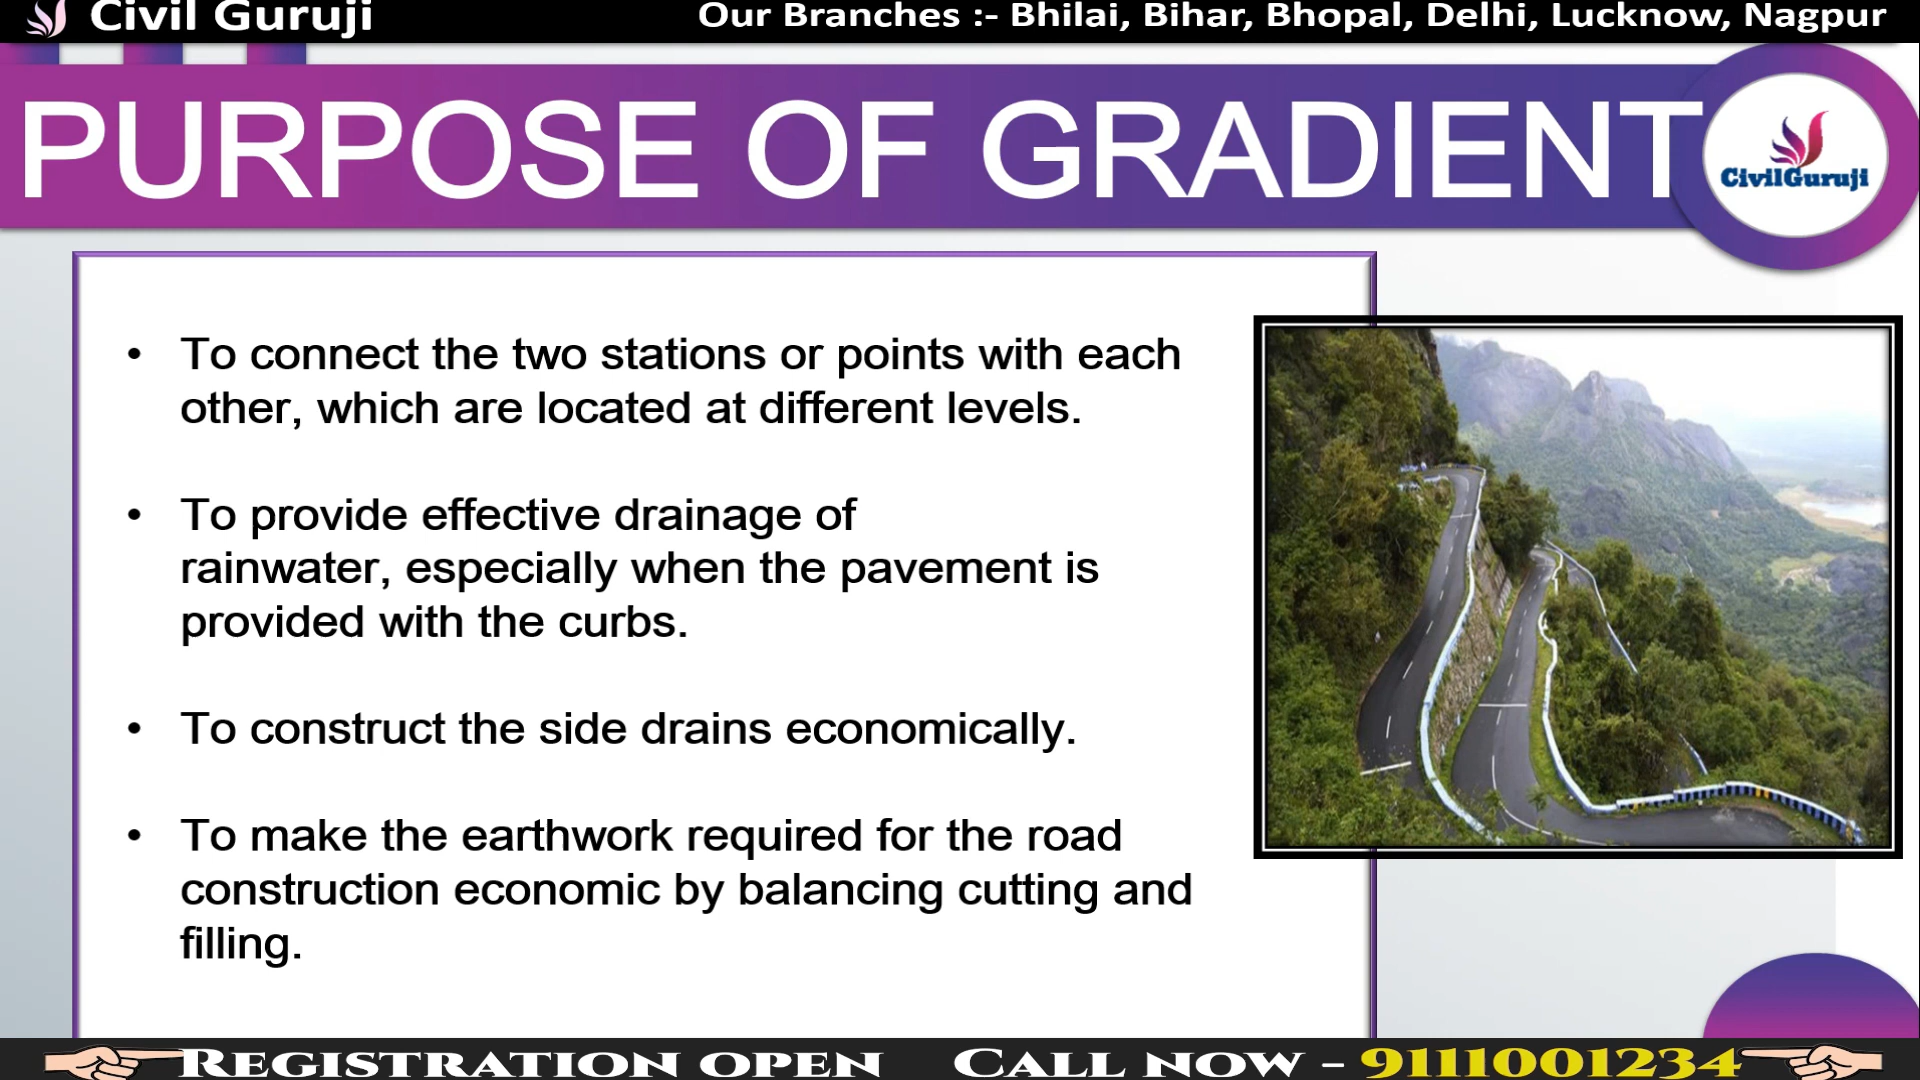 Civil Guruji
Our Branches :- Bhilai, Bihar, Bhopal, Delhi, Lucknow, Nagpur
PURPOSE OF GRADIENT
CivilGuruji
• To connect the two stations or points with each
other, which are located at different levels.
• To provide effective drainage of
rainwater, especially when the pavement is
provided with the curbs.
• To construct the side drains economically.
• To make the earthwork required for the road
construction economic by balancing cutting and
filling.
REGISTRATION OPEN CALL NOW - 9111001234